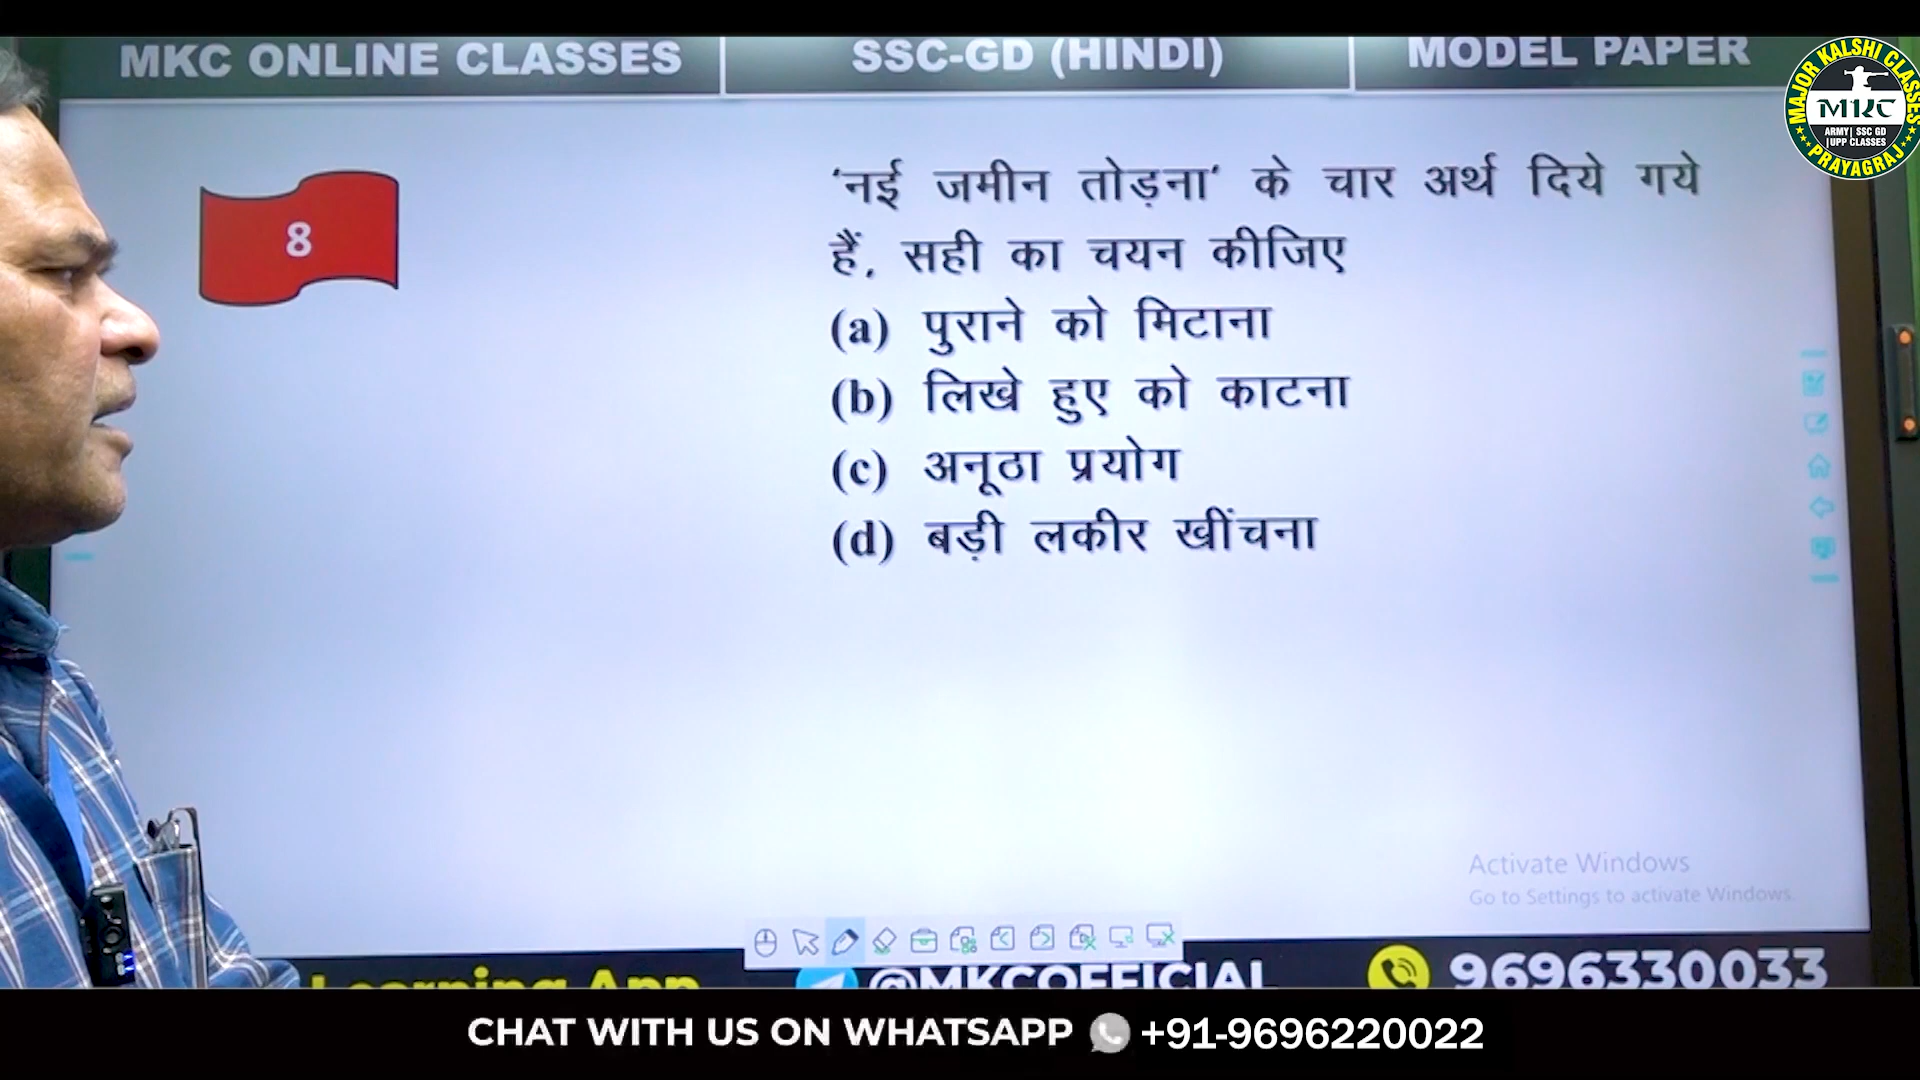 MKC ONLINE CLASSES
SSC-GD (HINDI)
MODEL PAPER
MAJOR KALSHI CLASSES
MKC
ARMY| SSC GD
|UPP CLASSES
PRAYAGRAJ
8
'नई जमीन तोड़ना' के चार अर्थ दिये गये
हैं, सही का चयन कीजिए
(a) पुराने को मिटाना
(b) लिखे हुए को काटना
(c) अनूठा प्रयोग
(d) बड़ी लकीर खींचना
Activate Windows
Go to Settings to activate Windows.
Learning App
@MKCOFFICIAL
9696330033
CHAT WITH US ON WHATSAPP +91-9696220022